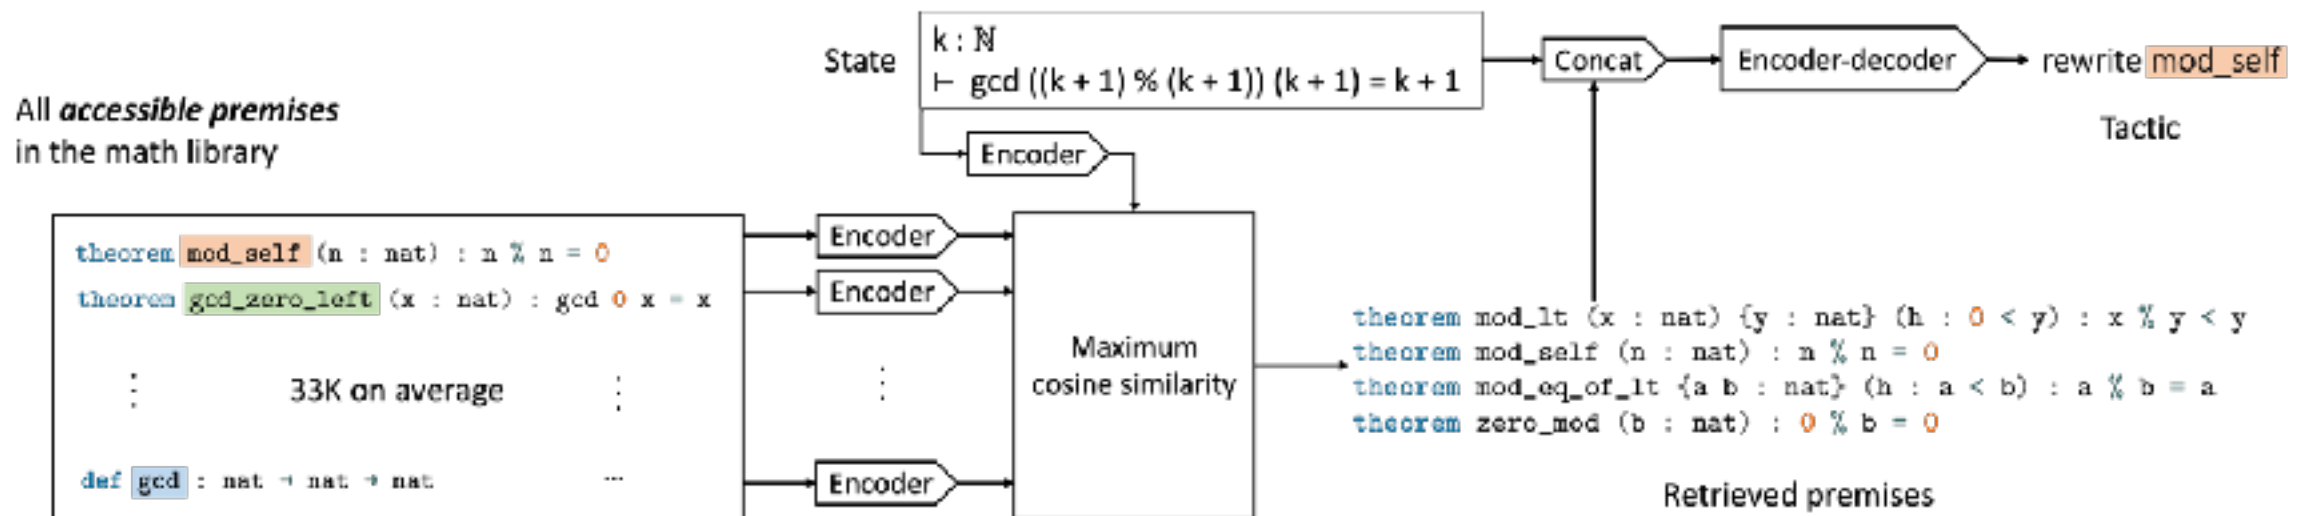 State
k : ℕ
⊢ gcd ((k + 1) % (k + 1)) (k + 1) = k + 1
Concat
Encoder-decoder
rewrite mod_self
Tactic
All accessible premises
in the math library
Encoder
theorem mod_self (n : nat) : n % n = 0
theorem gcd_zero_left (x : nat) : gcd 0 x = x
⋮ 33K on average ⋮
def gcd : nat → nat → nat ...
Encoder
Encoder
⋮
Encoder
Maximum
cosine similarity
theorem mod_lt (x : nat) {y : nat} (h : 0 < y) : x % y < y
theorem mod_self (n : nat) : n % n = 0
theorem mod_eq_of_lt {a b : nat} (h : a < b) : a % b = a
theorem zero_mod (b : nat) : 0 % b = 0
Retrieved premises